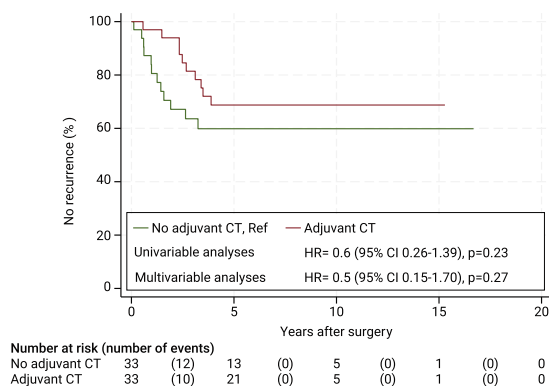 No recurrence (% )
100
80
60
40
20
0
No adjuvant CT, Ref Adjuvant CT
Univariable analyses HR= 0.6 (95% CI 0.26-1.39), p=0.23
Multivariable analyses HR= 0.5 (95% CI 0.15-1.70), p=0.27
0 5 10 15 20
Years after surgery
Number at risk (number of events)
No adjuvant CT 33 (12) 13 (0) 5 (0) 1 (0) 0
Adjuvant CT 33 (10) 21 (0) 5 (0) 1 (0) 0